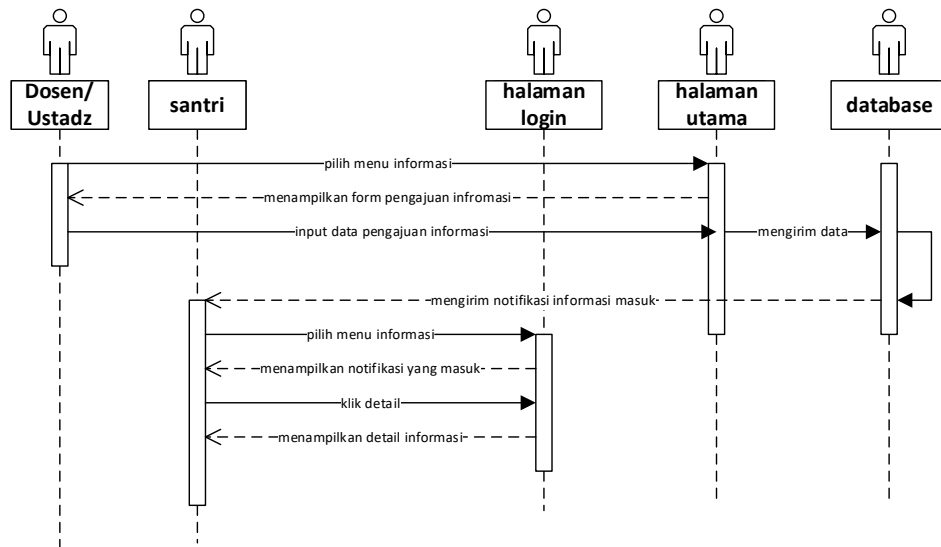 Dosen/
Ustadz
santri
halaman
login
halaman
utama
database
pilih menu informasi
menampilkan form pengajuan infromasi
input data pengajuan informasi
mengirim data
mengirim notifikasi informasi masuk
pilih menu informasi
menampilkan notifikasi yang masuk
klik detail
menampilkan detail informasi